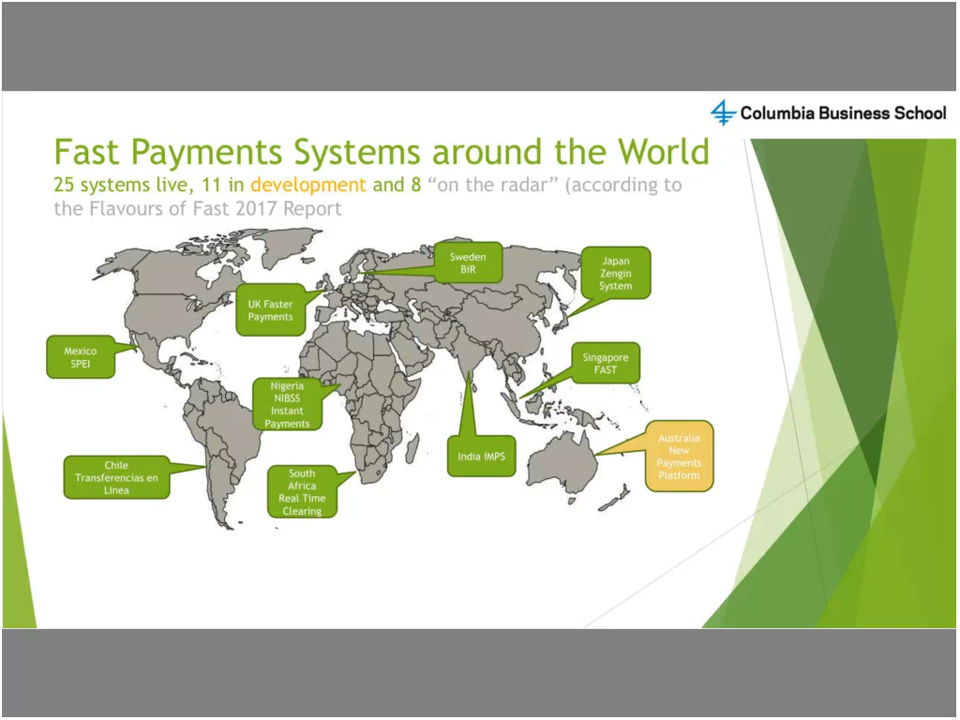 Columbia Business School
Fast Payments Systems around the World
25 systems live, 11 in development and 8 “on the radar” (according to
the Flavours of Fast 2017 Report
Sweden
BiR
Japan
Zengin
System
UK Faster
Payments
Mexico
SPEI
Singapore
FAST
Nigeria
NIBSS
Instant
Payments
Australia
New
Payments
Platform
India IMPS
Chile
Transferencias en
Linea
South
Africa
Real Time
Clearing